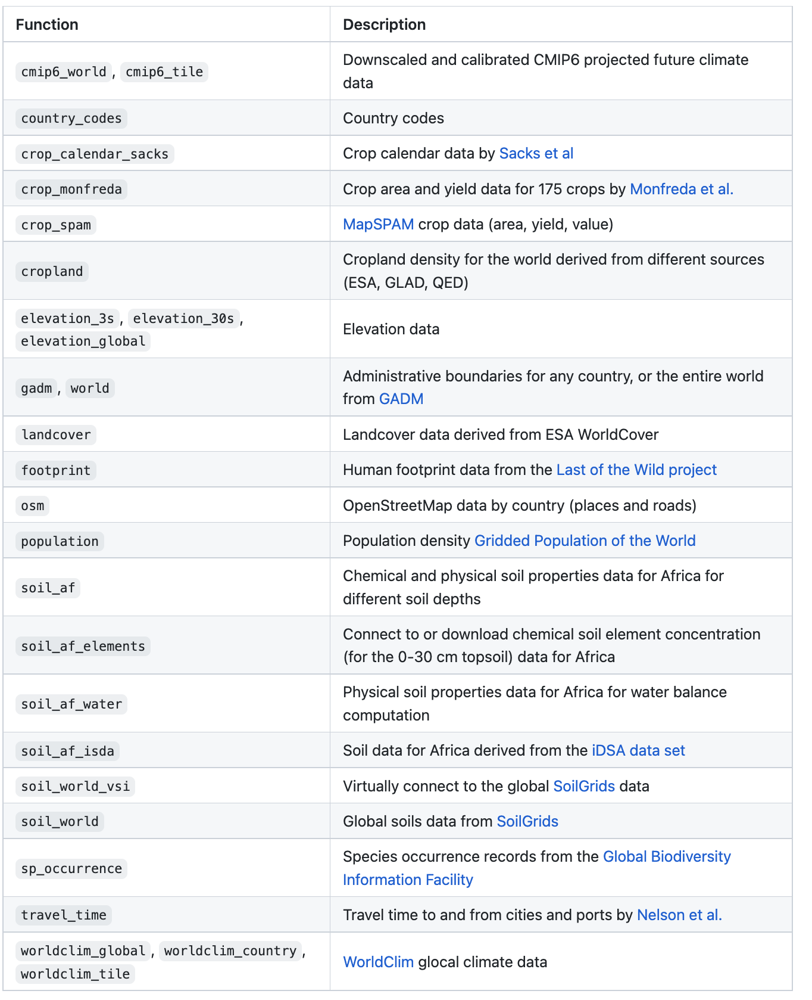 Function Description
cmip6_world, cmip6_tile Downscaled and calibrated CMIP6 projected future climate
data
country_codes Country codes
crop_calendar_sacks Crop calendar data by Sacks et al
crop_monfreda Crop area and yield data for 175 crops by Monfreda et al.
crop_spam MapSPAM crop data (area, yield, value)
cropland Cropland density for the world derived from different sources
(ESA, GLAD, QED)
elevation_3s, elevation_30s,
elevation_global Elevation data
gadm, world Administrative boundaries for any country, or the entire world
from GADM
landcover Landcover data derived from ESA WorldCover
footprint Human footprint data from the Last of the Wild project
osm OpenStreetMap data by country (places and roads)
population Population density Gridded Population of the World
soil_af Chemical and physical soil properties data for Africa for
different soil depths
soil_af_elements Connect to or download chemical soil element concentration
(for the 0-30 cm topsoil) data for Africa
soil_af_water Physical soil properties data for Africa for water balance
computation
soil_af_isda Soil data for Africa derived from the iDSA data set
soil_world_vsi Virtually connect to the global SoilGrids data
soil_world Global soils data from SoilGrids
sp_occurrence Species occurrence records from the Global Biodiversity
Information Facility
travel_time Travel time to and from cities and ports by Nelson et al.
worldclim_global, worldclim_country,
worldclim_tile WorldClim glocal climate data